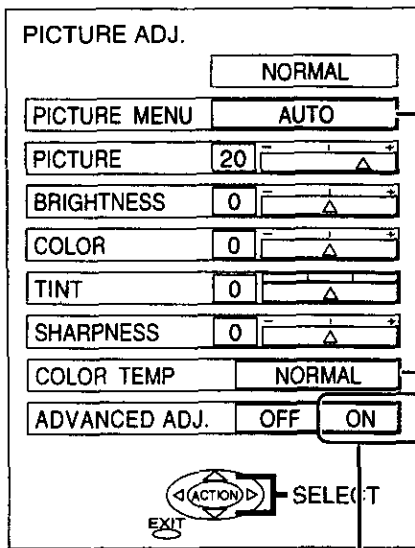 PICTURE ADJ.
NORMAL
PICTURE MENU AUTO
PICTURE 20 - +
BRIGHTNESS 0 - +
COLOR 0 - +
TINT 0
SHARPNESS 0 - +
COLOR TEMP NORMAL
ADVANCED ADJ. OFF ON
ACTION SELECT
EXIT